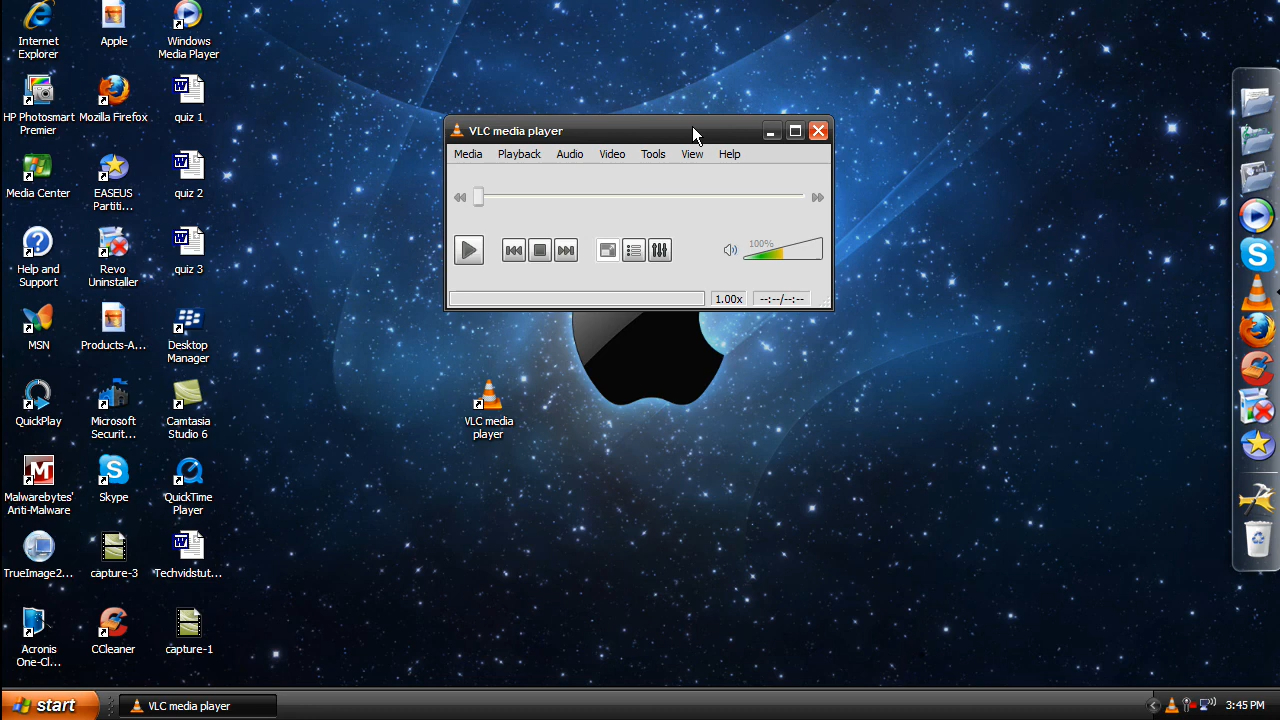 Internet
Explorer
Apple
Windows
Media Player
HP Photosmart
Premier
Mozilla Firefox
quiz 1
Media Center
EASEUS
Partiti...
quiz 2
Help and
Support
Revo
Uninstaller
quiz 3
MSN
Products-A...
Desktop
Manager
QuickPlay
Microsoft
Securit...
Camtasia
Studio 6
Malwarebytes'
Anti-Malware
Skype
QuickTime
Player
TrueImage2...
capture-3
Techvidstut...
Acronis
One-Cl...
CCleaner
capture-1
VLC media player
Media Playback Audio Video Tools View Help
100%
1.00x --:--/--:--
VLC media
player
start
VLC media player
3:45 PM